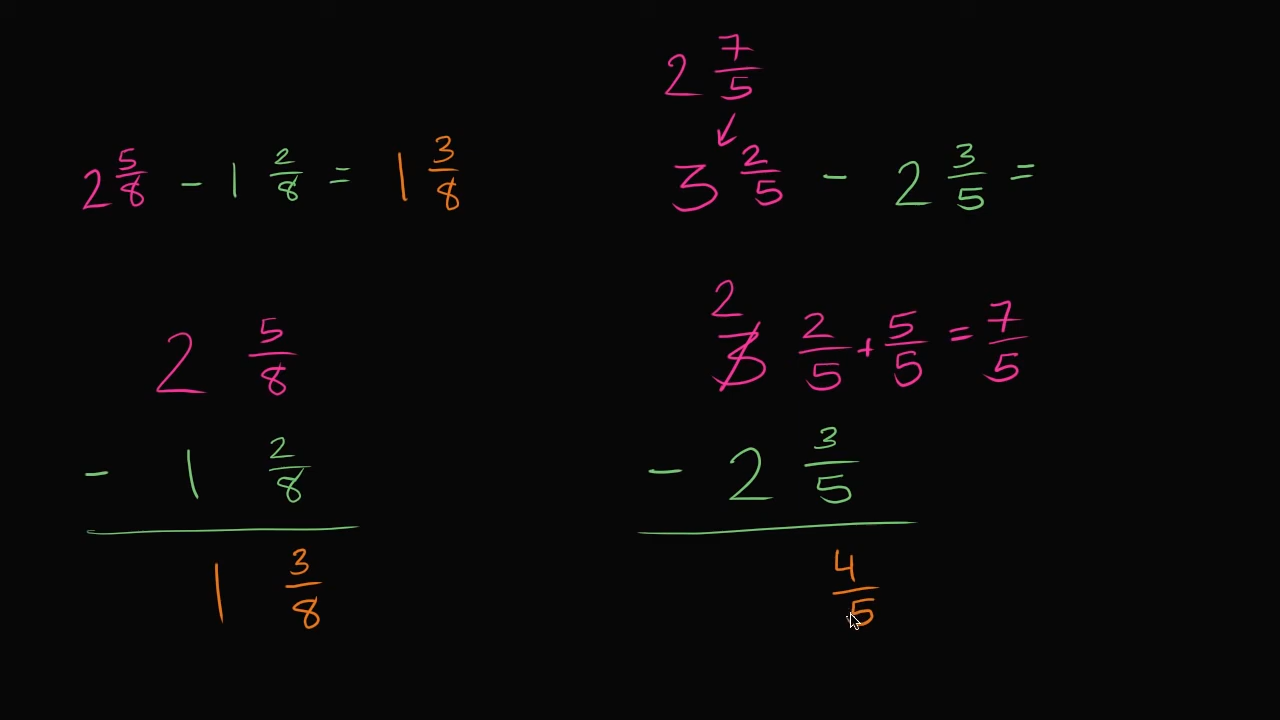 2 5/8 - 1 2/8 = 1 3/8
2 5/8
- 1 2/8
1 3/8
2 7/5
↙
3 2/5 - 2 3/5 =
2
3 2/5 + 5/5 = 7/5
- 2 3/5
4/5